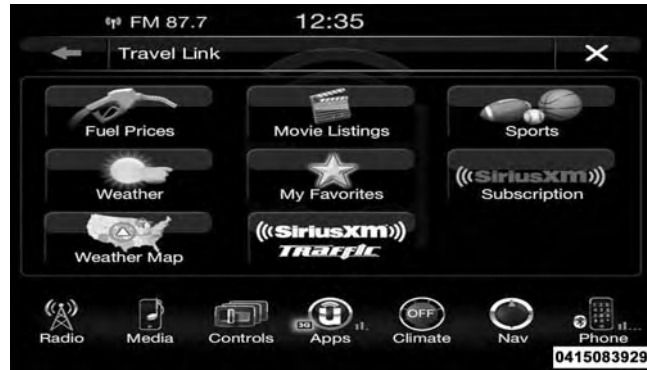 FM 87.7
12:35
Travel Link
Fuel Prices
Movie Listings
Sports
Weather
My Favorites
SiriusXM
Subscription
Weather Map
SiriusXM
Traffic
Radio
Media
Controls
3G
U
Apps
OFF
Climate
Nav
Phone
0415083929